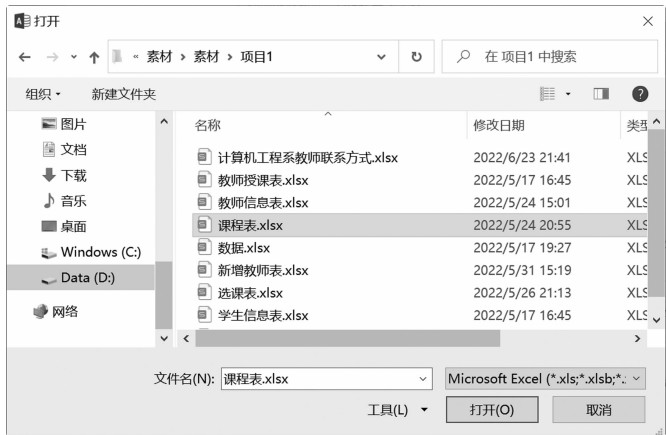 打开
« 素材 > 素材 > 项目1
在 项目1 中搜索
组织
新建文件夹
图片
文档
下载
音乐
桌面
Windows (C:)
Data (D:)
网络
名称 修改日期 类型
计算机工程系教师联系方式.xlsx 2022/6/23 21:41 XLS
教师授课表.xlsx 2022/5/17 16:45 XLS
教师信息表.xlsx 2022/5/24 15:01 XLS
课程表.xlsx 2022/5/24 20:55 XLS
数据.xlsx 2022/5/17 19:27 XLS
新增教师表.xlsx 2022/5/31 15:19 XLS
选课表.xlsx 2022/5/26 21:13 XLS
学生信息表.xlsx 2022/5/17 16:45 XLS
文件名(N): 课程表.xlsx
Microsoft Excel (*.xls;*.xlsb;*.:
工具(L)
打开(O)
取消